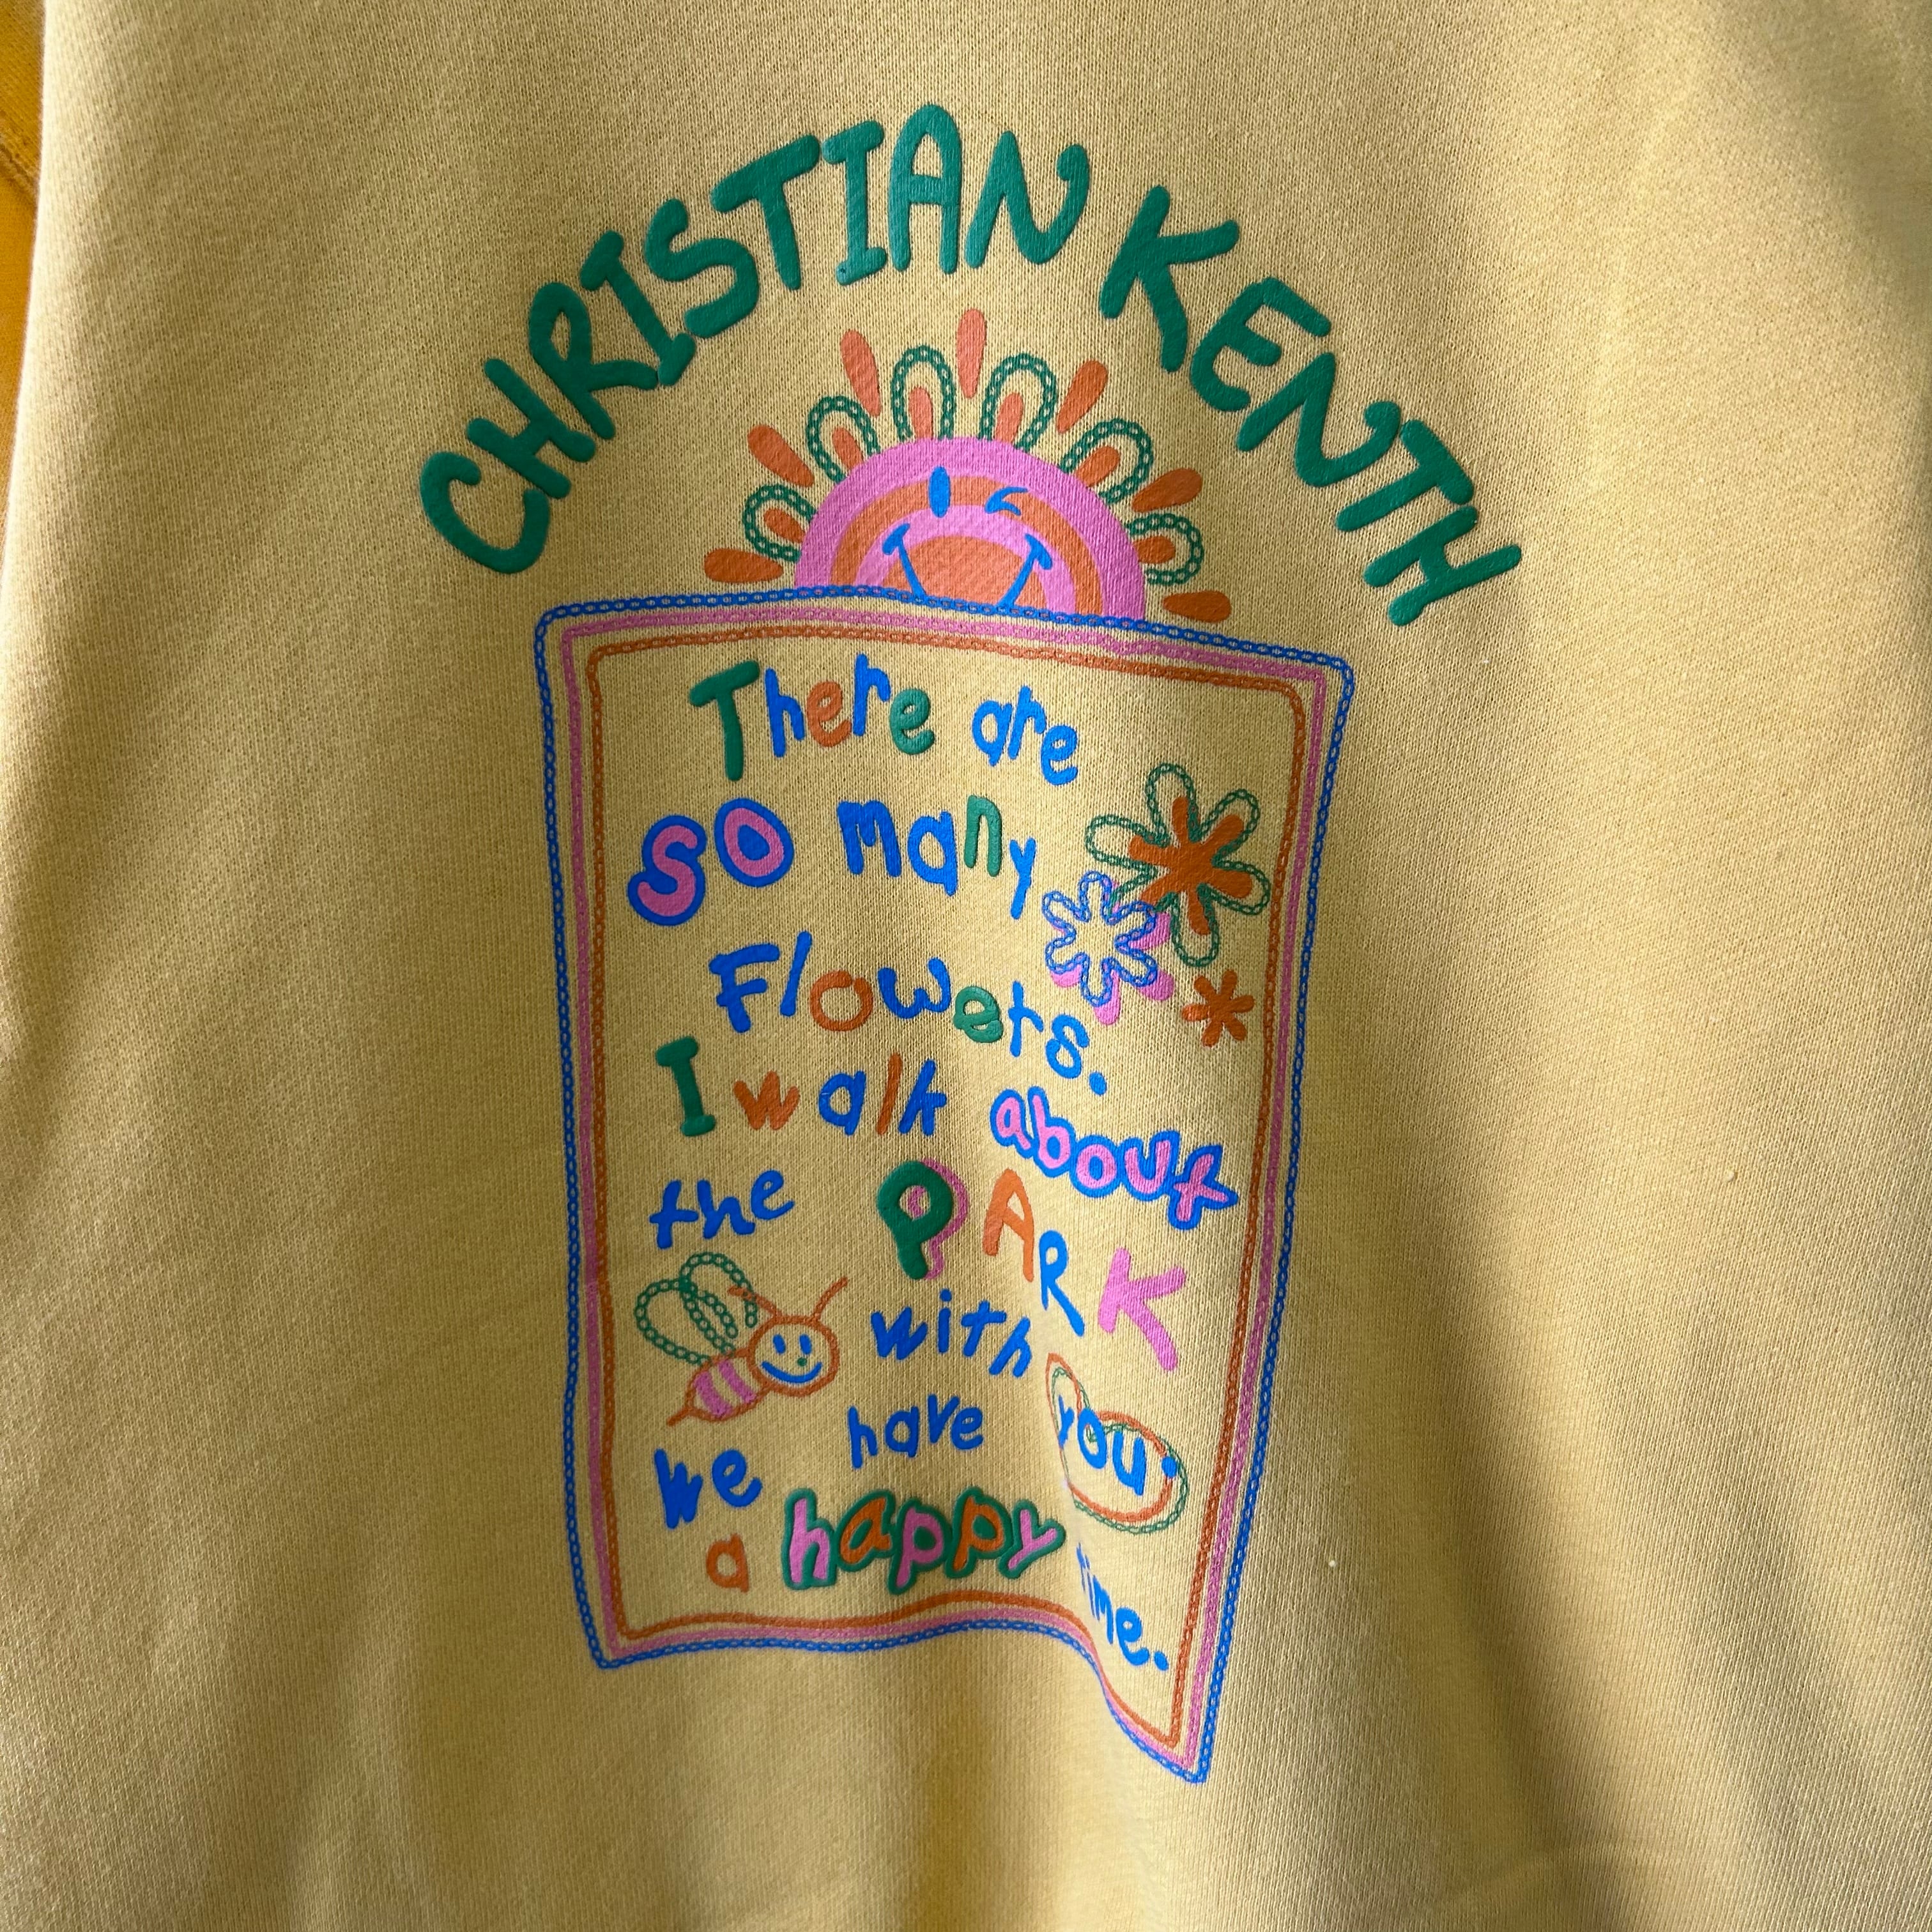 CHRISTIAN KENTH
There are
so many
Flowers.
I walk about
the PARK
with you.
we have
a happy time.